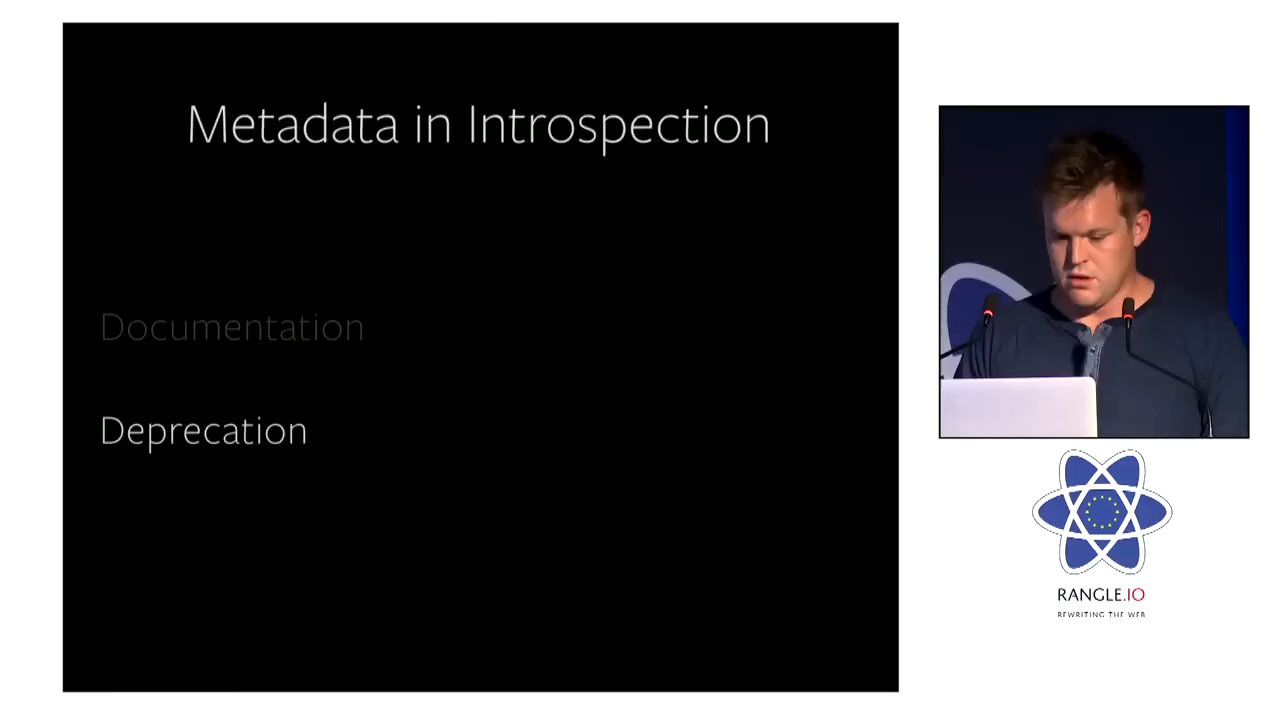 Metadata in Introspection
Documentation
Deprecation
RANGLE.IO
REWRITING THE WEB